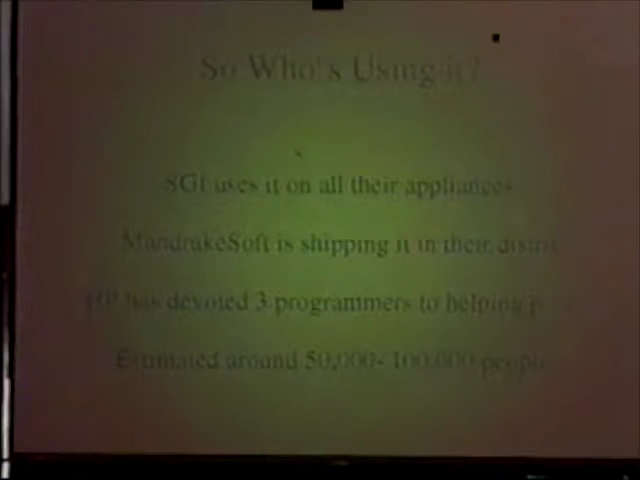 So Who's Using it?
SGI uses it on all their appliances
MandrakeSoft is shipping it in their distro
HP has devoted 3 programmers to helping
Estimated around 50,000- 100,000 people